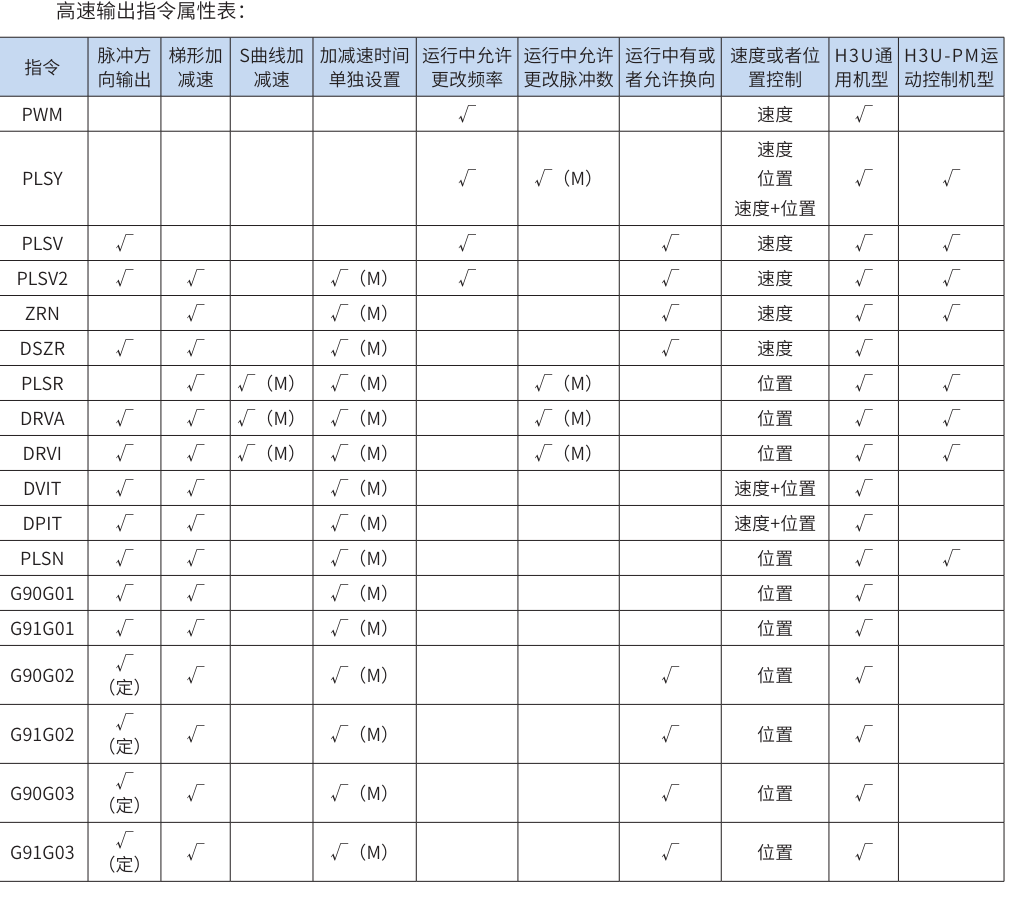 高速输出指令属性表：
指令 脉冲方向输出 梯形加减速 S曲线加减速 加减速时间单独设置 运行中允许更改频率 运行中允许更改脉冲数 运行中有或者允许换向 速度或者位置控制 H3U通用机型 H3U-PM运动控制机型
PWM √ 速度 √
PLSY √ √（M） 速度 位置 速度+位置 √ √
PLSV √ √ √ 速度 √ √
PLSV2 √ √ √（M） √ √ 速度 √ √
ZRN √ √（M） √ 速度 √ √
DSZR √ √ √（M） √ 速度 √
PLSR √ √（M） √（M） √（M） 位置 √ √
DRVA √ √ √（M） √（M） √（M） 位置 √ √
DRVI √ √ √（M） √（M） √（M） 位置 √ √
DVIT √ √ √（M） 速度+位置 √
DPIT √ √ √（M） 速度+位置 √
PLSN √ √ √（M） 位置 √ √
G90G01 √ √ √（M） 位置 √
G91G01 √ √ √（M） 位置 √
G90G02 √（定） √ √（M） √ 位置 √
G91G02 √（定） √ √（M） √ 位置 √
G90G03 √（定） √ √（M） √ 位置 √
G91G03 √（定） √ √（M） √ 位置 √